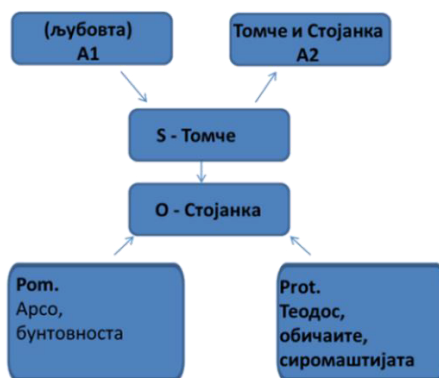 (љубовта)
А1
Томче и Стојанка
А2
S - Томче
О - Стојанка
Pom.
Арсо,
бунтовноста
Prot.
Теодос,
обичаите,
сиромаштијата